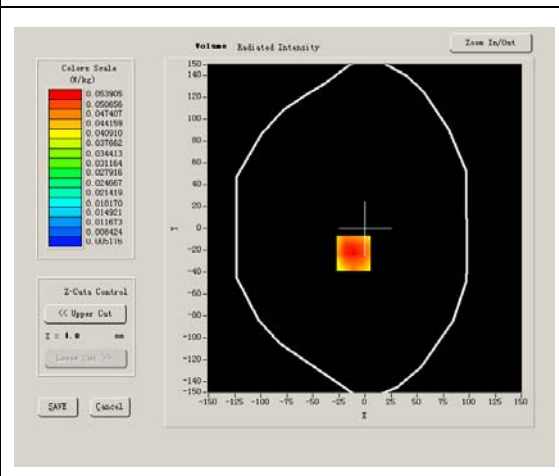 Volume Radiated Intensity
Zoom In/Out
Colors Scale
(W/kg)
0.053905
0.050656
0.047407
0.044159
0.040910
0.037662
0.034413
0.031164
0.027916
0.024667
0.021419
0.018170
0.014921
0.011673
0.008424
0.005176
Z-Cuts Control
<< Upper Cut
Z = 4.0 mm
Lower Cut >>
SAVE
Cancel
150
140
120
100
80
60
40
20
0
-20
-40
-60
-80
-100
-120
-140
-150
Y
-150 -125 -100 -75 -50 -25 0 25 50 75 100 125 150
X